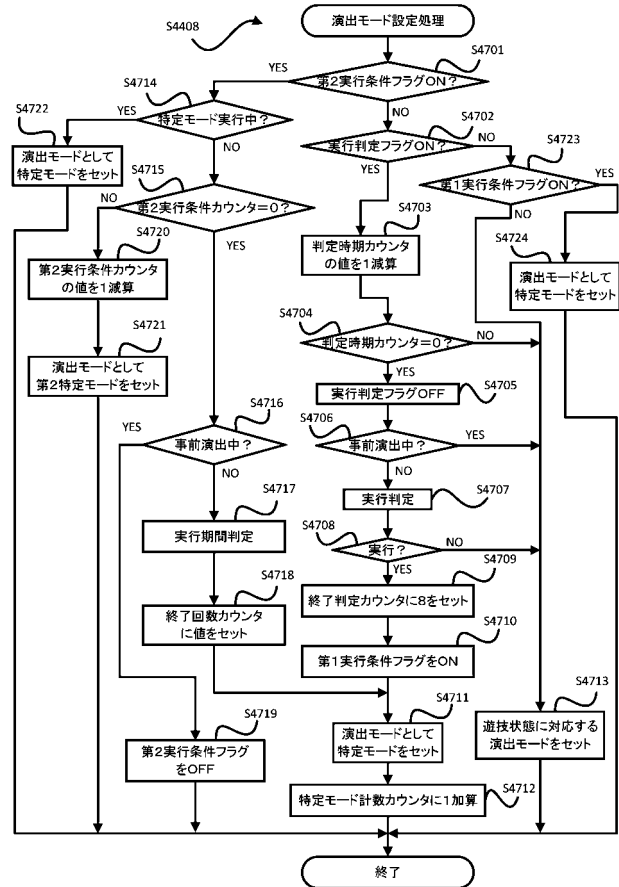 S4408
演出モード設定処理
S4701
第2実行条件フラグON?
YES
NO
S4714
特定モード実行中?
YES
NO
S4702
実行判定フラグON?
NO
YES
S4722
演出モードとして
特定モードをセット
S4723
第1実行条件フラグON?
YES
NO
S4715
第2実行条件カウンタ=0?
NO
YES
S4703
判定時期カウンタ
の値を1減算
S4724
演出モードとして
特定モードをセット
S4720
第2実行条件カウンタ
の値を1減算
S4704
判定時期カウンタ=0?
NO
YES
S4721
演出モードとして
第2特定モードをセット
S4705
実行判定フラグOFF
S4716
事前演出中?
YES
NO
S4706
事前演出中?
YES
NO
S4707
実行判定
S4717
実行期間判定
S4708
実行?
NO
YES
S4709
終了判定カウンタに8をセット
S4718
終了回数カウンタ
に値をセット
S4710
第1実行条件フラグをON
S4711
演出モードとして
特定モードをセット
S4713
遊技状態に対応する
演出モードをセット
S4719
第2実行条件フラグ
をOFF
S4712
特定モード計数カウンタに1加算
終了